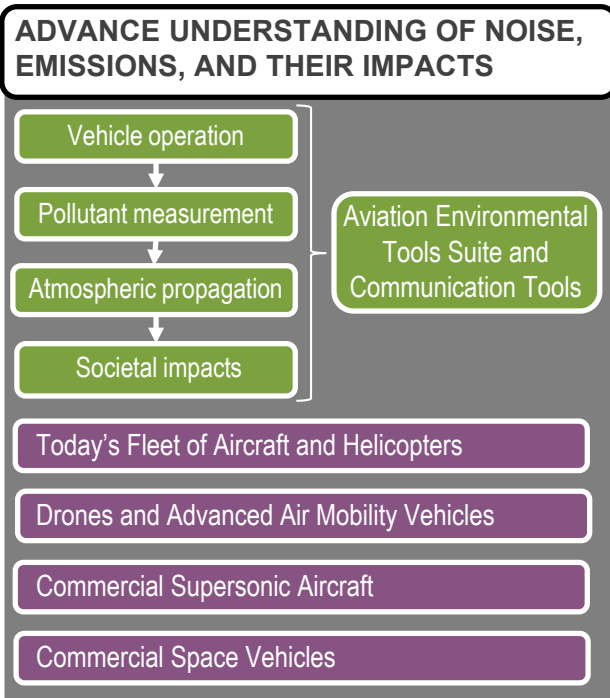 ADVANCE UNDERSTANDING OF NOISE,
EMISSIONS, AND THEIR IMPACTS
Vehicle operation
Pollutant measurement
Atmospheric propagation
Societal impacts
Aviation Environmental
Tools Suite and
Communication Tools
Today's Fleet of Aircraft and Helicopters
Drones and Advanced Air Mobility Vehicles
Commercial Supersonic Aircraft
Commercial Space Vehicles